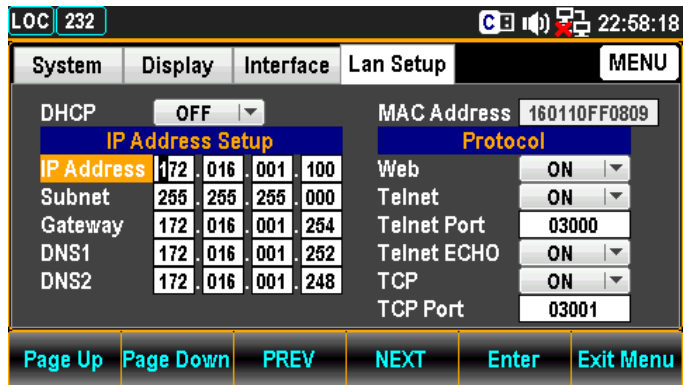 LOC 232 C 22:58:18
System Display Interface Lan Setup MENU
DHCP OFF MAC Address 160110FF0809
IP Address Setup Protocol
IP Address 172.016.001.100 Web ON
Subnet 255.255.255.000 Telnet ON
Gateway 172.016.001.254 Telnet Port 03000
DNS1 172.016.001.252 Telnet ECHO ON
DNS2 172.016.001.248 TCP ON
TCP Port 03001
Page Up Page Down PREV NEXT Enter Exit Menu